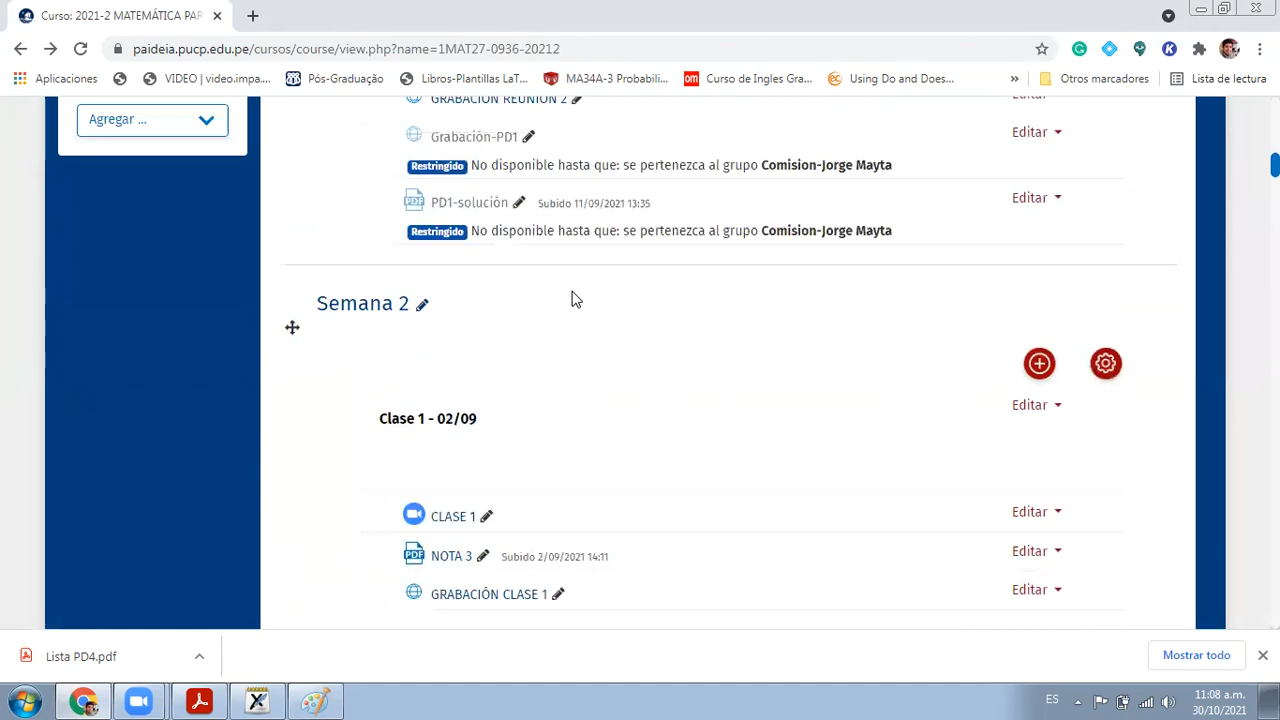 Curso: 2021-2 MATEMÁTICA PAR
paideia.pucp.edu.pe/cursos/course/view.php?name=1MAT27-0936-20212
Aplicaciones
VIDEO | video.impa....
Pós-Graduação
Libros-Plantillas LaT...
MA34A-3 Probabili...
Curso de Ingles Gra...
Using Do and Does...
»
Otros marcadores
Lista de lectura
Agregar ...
GRABACIÓN REUNIÓN 2
Editar
Grabación-PD1
Editar
Restringido No disponible hasta que: se pertenezca al grupo Comision-Jorge Mayta
PD1-solución Subido 11/09/2021 13:35
Editar
Restringido No disponible hasta que: se pertenezca al grupo Comision-Jorge Mayta
Semana 2
Editar
Clase 1 - 02/09
CLASE 1
Editar
NOTA 3 Subido 2/09/2021 14:11
Editar
GRABACIÓN CLASE 1
Editar
Lista PD4.pdf
Mostrar todo
ES
11:08 a.m.
30/10/2021